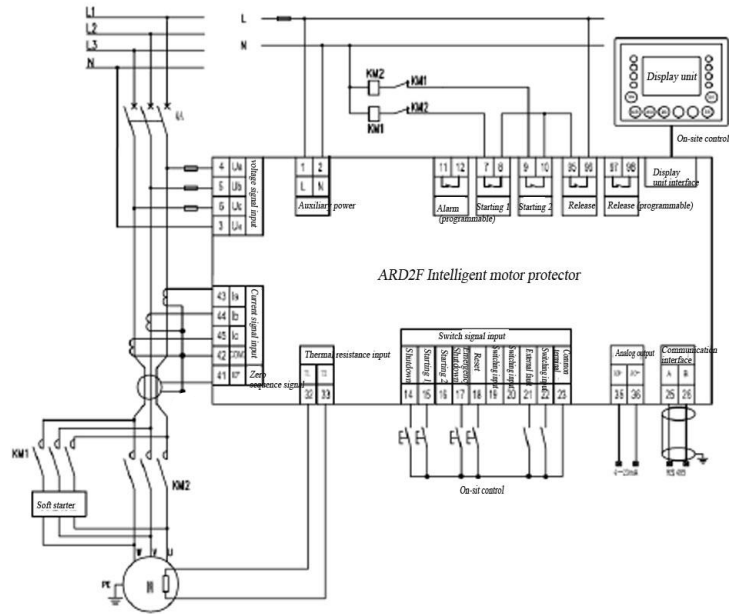 L1
L2
L3
N
L
N
KM2
KM1
KM2
KM1
Display unit
On-site control
4 Ua
5 Ub
6 Uc
3 Un
voltage signal input
1 2
L N
Auxiliary power
11 12
Alarm
(programmable)
7 8
Starting 1
9 10
Starting 2
95 96
Release
97 98
Release (programmable)
Display
unit interface
ARD2F Intelligent motor protector
43 Ia
44 Ib
45 Ic
42 COM
41
Current signal input
Zero
sequence signal
Thermal resistance input
32 33
Switch signal input
Shutdown
Starting 1
Starting 2
Emergency
Shutdown
Reset
Switching input
Switching input
External fault
Switching input
Common
terminal
14 15 16 17 18 19 20 21 22 23
On-sit control
Analog output
35 36
Communication
interface
A B
25 26
4-20mA
RS485
KM1
KM2
Soft starter
W V U
PE